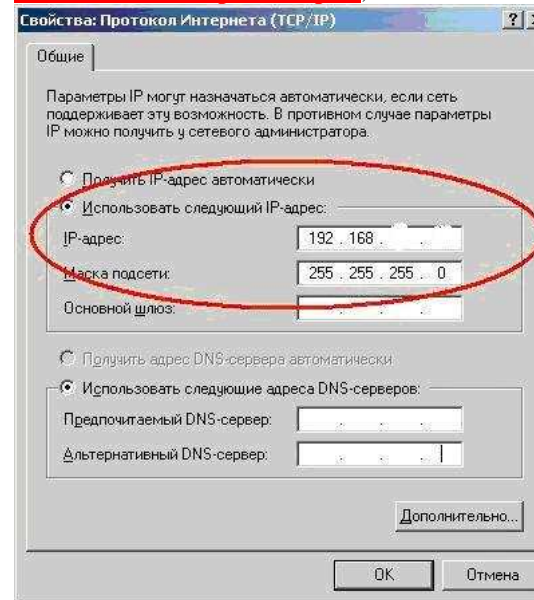 Свойства: Протокол Интернета (TCP/IP)
Общие
Параметры IP могут назначаться автоматически, если сеть
поддерживает эту возможность. В противном случае параметры
IP можно получить у сетевого администратора.
Получить IP-адрес автоматически
Использовать следующий IP-адрес:
IP-адрес: 192 . 168 . .
Маска подсети: 255 . 255 . 255 . 0
Основной шлюз: . . .
Получить адрес DNS-сервера автоматически
Использовать следующие адреса DNS-серверов:
Предпочитаемый DNS-сервер: . . .
Альтернативный DNS-сервер: . . .
Дополнительно...
OK Отмена